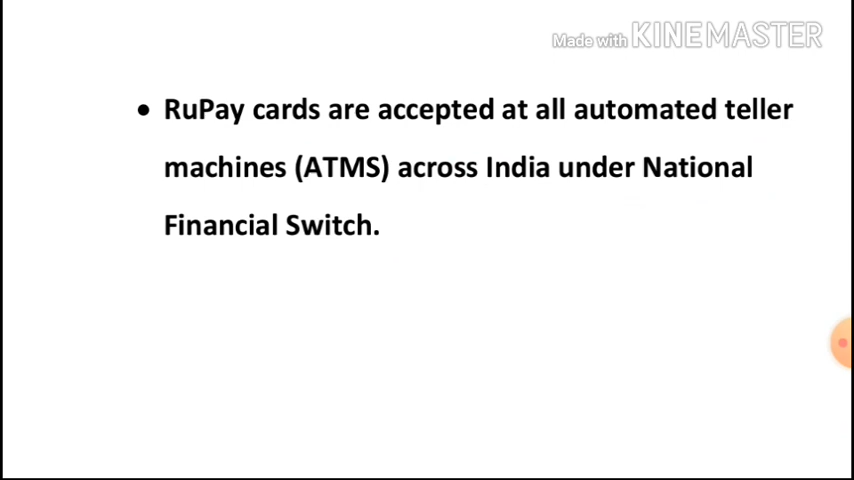 Made with KINEMASTER
• RuPay cards are accepted at all automated teller
machines (ATMS) across India under National
Financial Switch.